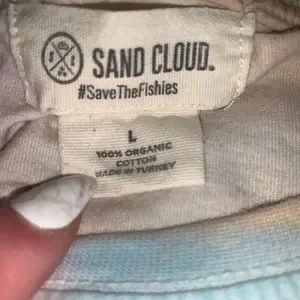 SAND CLOUD.
#SaveTheFishies
L
100% ORGANIC
COTTON
MADE IN TURKEY